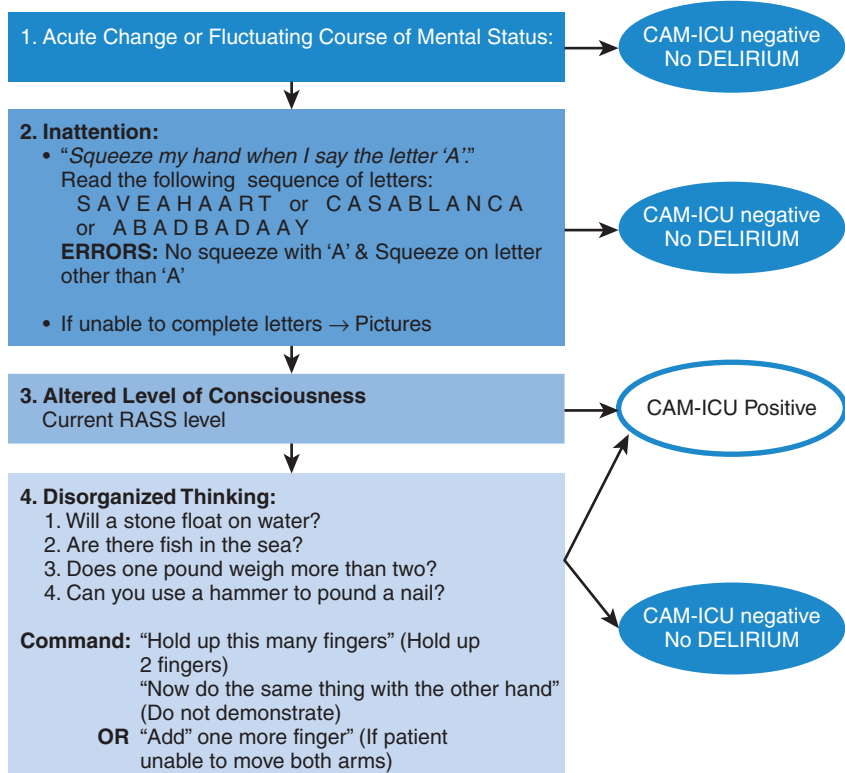 1. Acute Change or Fluctuating Course of Mental Status:
CAM-ICU negative
No DELIRIUM
2. Inattention:
• “Squeeze my hand when I say the letter ‘A’.”
Read the following sequence of letters:
S A V E A H A A R T or C A S A B L A N C A
or A B A D B A D A A Y
ERRORS: No squeeze with ‘A’ & Squeeze on letter
other than ‘A’
• If unable to complete letters → Pictures
CAM-ICU negative
No DELIRIUM
3. Altered Level of Consciousness
Current RASS level
CAM-ICU Positive
4. Disorganized Thinking:
1. Will a stone float on water?
2. Are there fish in the sea?
3. Does one pound weigh more than two?
4. Can you use a hammer to pound a nail?
Command: “Hold up this many fingers” (Hold up
2 fingers)
“Now do the same thing with the other hand”
(Do not demonstrate)
OR “Add” one more finger” (If patient
unable to move both arms)
CAM-ICU negative
No DELIRIUM